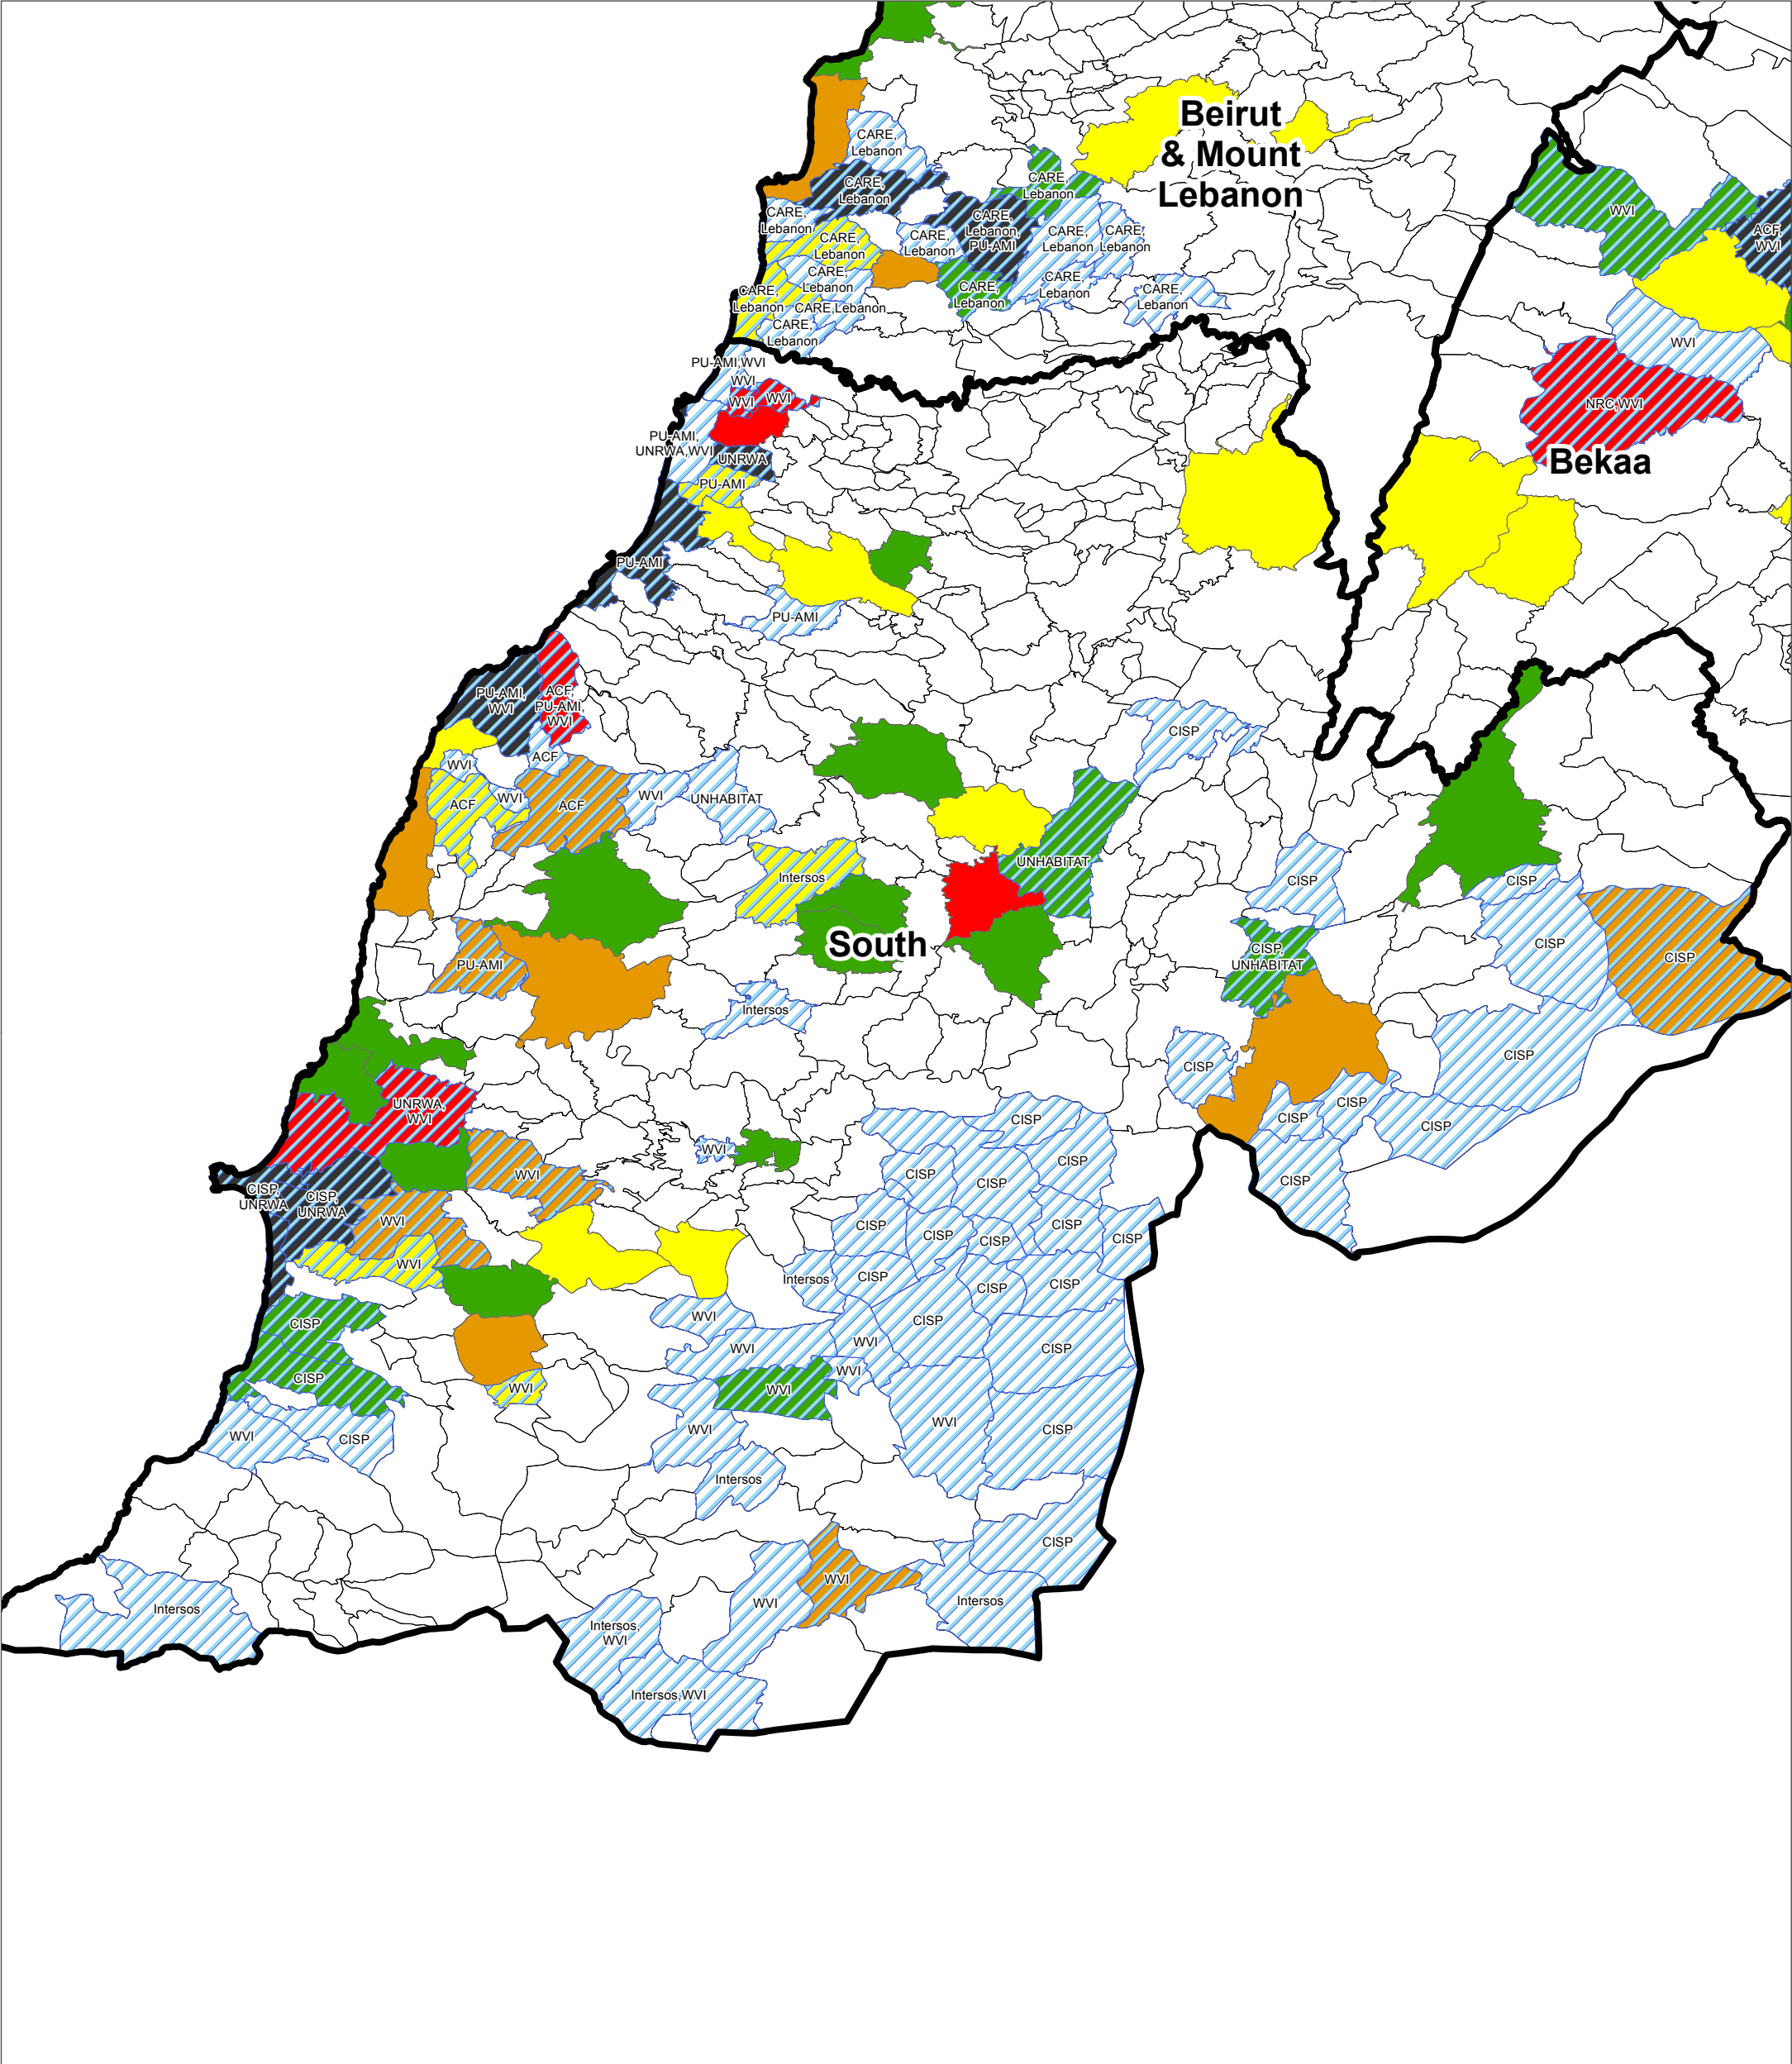 Beirut
& Mount
Lebanon
CARE,
Lebanon
CARE,
Lebanon
CARE,
Lebanon
WVI
CARE,
Lebanon
CARE,
Lebanon,
PU-AMI
CARE,
Lebanon
CARE,
Lebanon
CARE,
Lebanon
CARE,
Lebanon
ACF,
WVI
CARE,
Lebanon
CARE,
Lebanon
CARE,
Lebanon
CARE,
Lebanon
CARE,
Lebanon
CARE,Lebanon
CARE,
Lebanon
WVI
PU-AMI,WVI
WVI
WVI
WVI
NRC,WVI
PU-AMI,
UNRWA,WVI
UNRWA
Bekaa
PU-AMI
PU-AMI
PU-AMI
PU-AMI,
WVI
ACF,
PU-AMI,
WVI
CISP
ACF
WVI
WVI
ACF
ACF
WVI
UNHABITAT
UNHABITAT
Intersos
CISP
CISP
South
CISP
CISP,
UNHABITAT
CISP
PU-AMI
Intersos
CISP
CISP
UNRWA,
WVI
CISP
CISP
CISP
CISP
WVI
CISP
WVI
CISP
CISP
CISP
CISP,
UNRWA
CISP,
UNRWA
WVI
CISP
CISP
CISP
CISP
CISP
WVI
Intersos
CISP
CISP
CISP
CISP
WVI
CISP
WVI
WVI
CISP
CISP
WVI
WVI
WVI
CISP
WVI
CISP
WVI
WVI
CISP
Intersos
CISP
WVI
WVI
Intersos
Intersos
Intersos,
WVI
Intersos,WVI